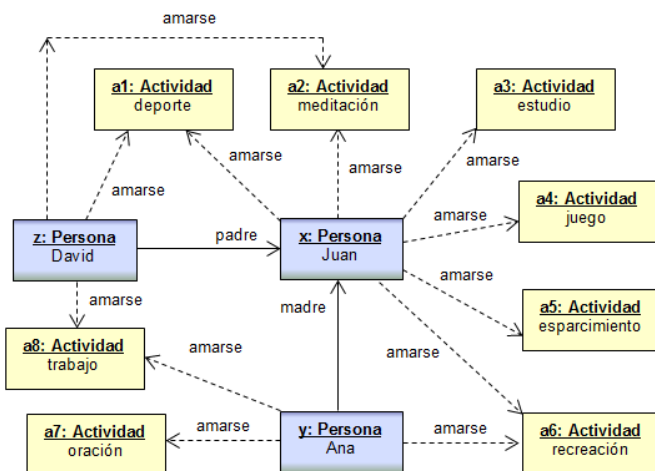 amarse
a1: Actividad
deporte
a2: Actividad
meditación
a3: Actividad
estudio
amarse
amarse
amarse
amarse
a4: Actividad
juego
amarse
z: Persona
David
padre
x: Persona
Juan
amarse
amarse
madre
a5: Actividad
esparcimiento
a8: Actividad
trabajo
amarse
amarse
a7: Actividad
oración
amarse
y: Persona
Ana
amarse
a6: Actividad
recreación